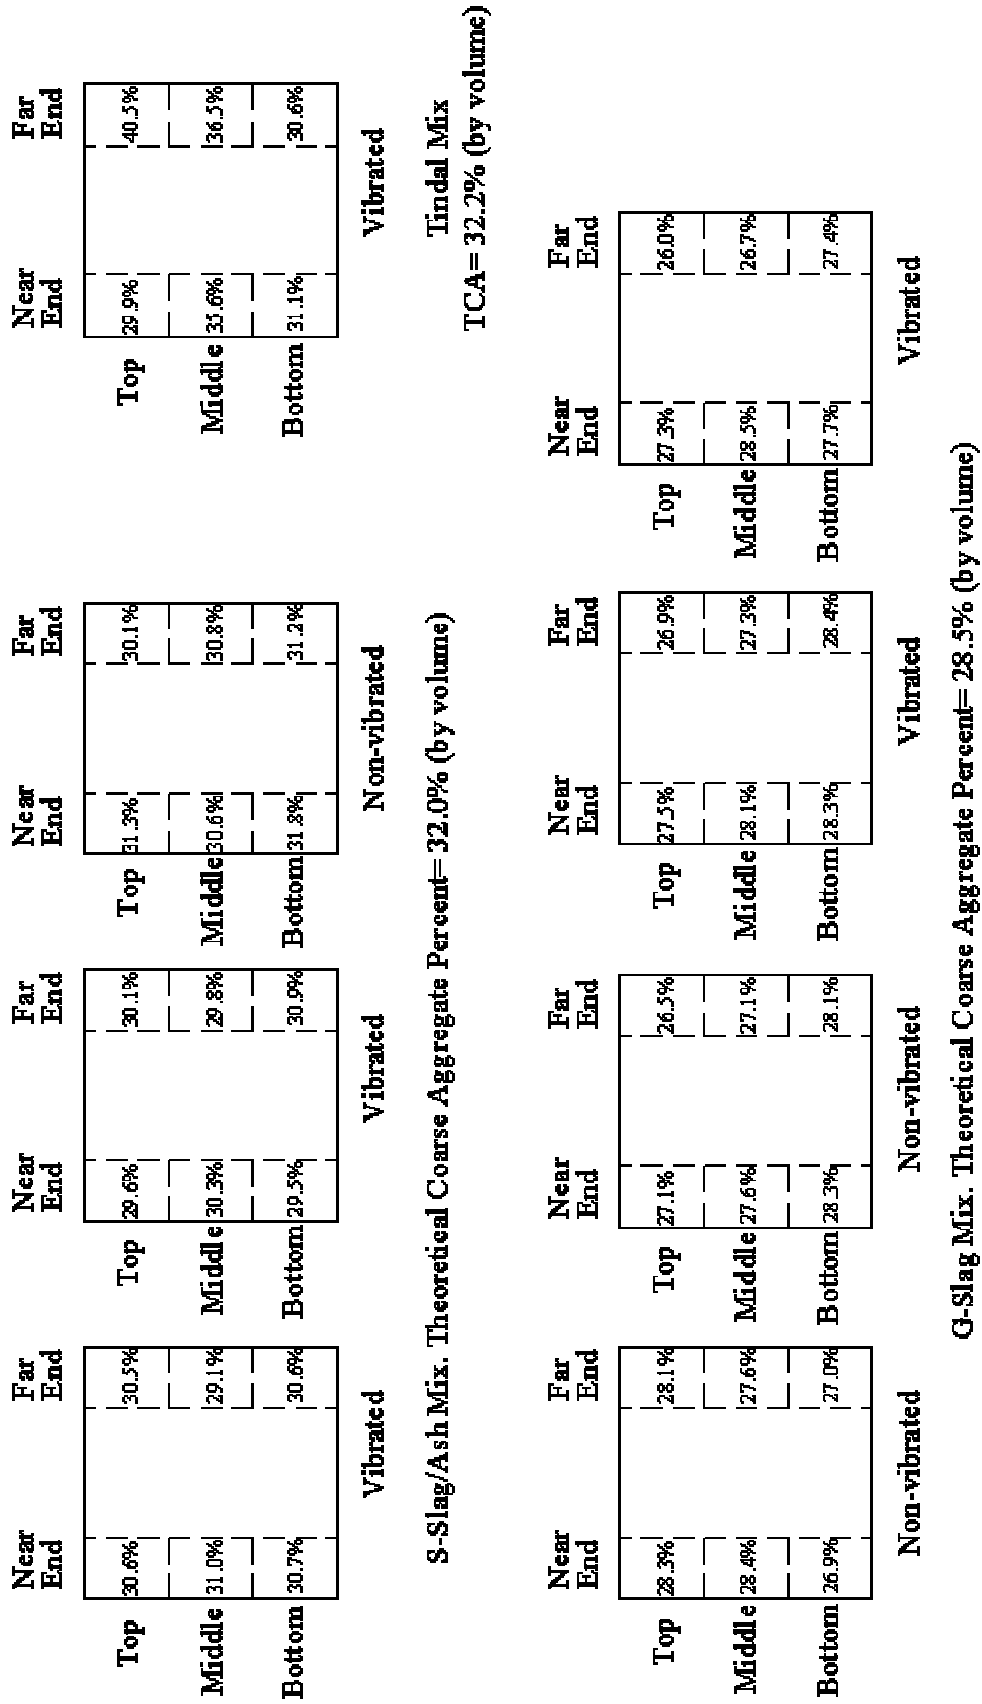 Near End Far End
Top 30.6% 30.5%
Middle 31.0% 29.1%
Bottom 30.7% 30.6%
Vibrated
Near End Far End
Top 29.6% 30.1%
Middle 30.3% 29.8%
Bottom 29.5% 30.9%
Vibrated
Near End Far End
Top 31.3% 30.1%
Middle 30.6% 30.8%
Bottom 31.8% 31.2%
Non-vibrated
S-Slag/Ash Mix. Theoretical Coarse Aggregate Percent= 32.0% (by volume)
Near End Far End
Top 29.9% 40.5%
Middle 35.6% 36.5%
Bottom 31.1% 30.6%
Vibrated
Tindal Mix
TCA= 32.2% (by volume)
Near End Far End
Top 28.3% 28.1%
Middle 28.4% 27.6%
Bottom 26.9% 27.0%
Non-vibrated
Near End Far End
Top 27.1% 26.5%
Middle 27.6% 27.1%
Bottom 28.3% 28.1%
Non-vibrated
Near End Far End
Top 27.5% 26.9%
Middle 28.1% 27.3%
Bottom 28.3% 28.4%
Vibrated
Near End Far End
Top 27.3% 26.0%
Middle 28.5% 26.7%
Bottom 27.7% 27.4%
Vibrated
G-Slag Mix. Theoretical Coarse Aggregate Percent= 28.5% (by volume)